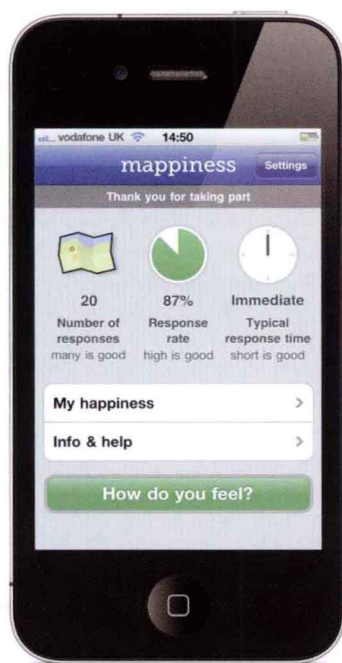 vodafone UK 14:50
mappiness Settings
Thank you for taking part
20 87% Immediate
Number of Response Typical
responses rate response time
many is good high is good short is good
My happiness
Info & help
How do you feel?